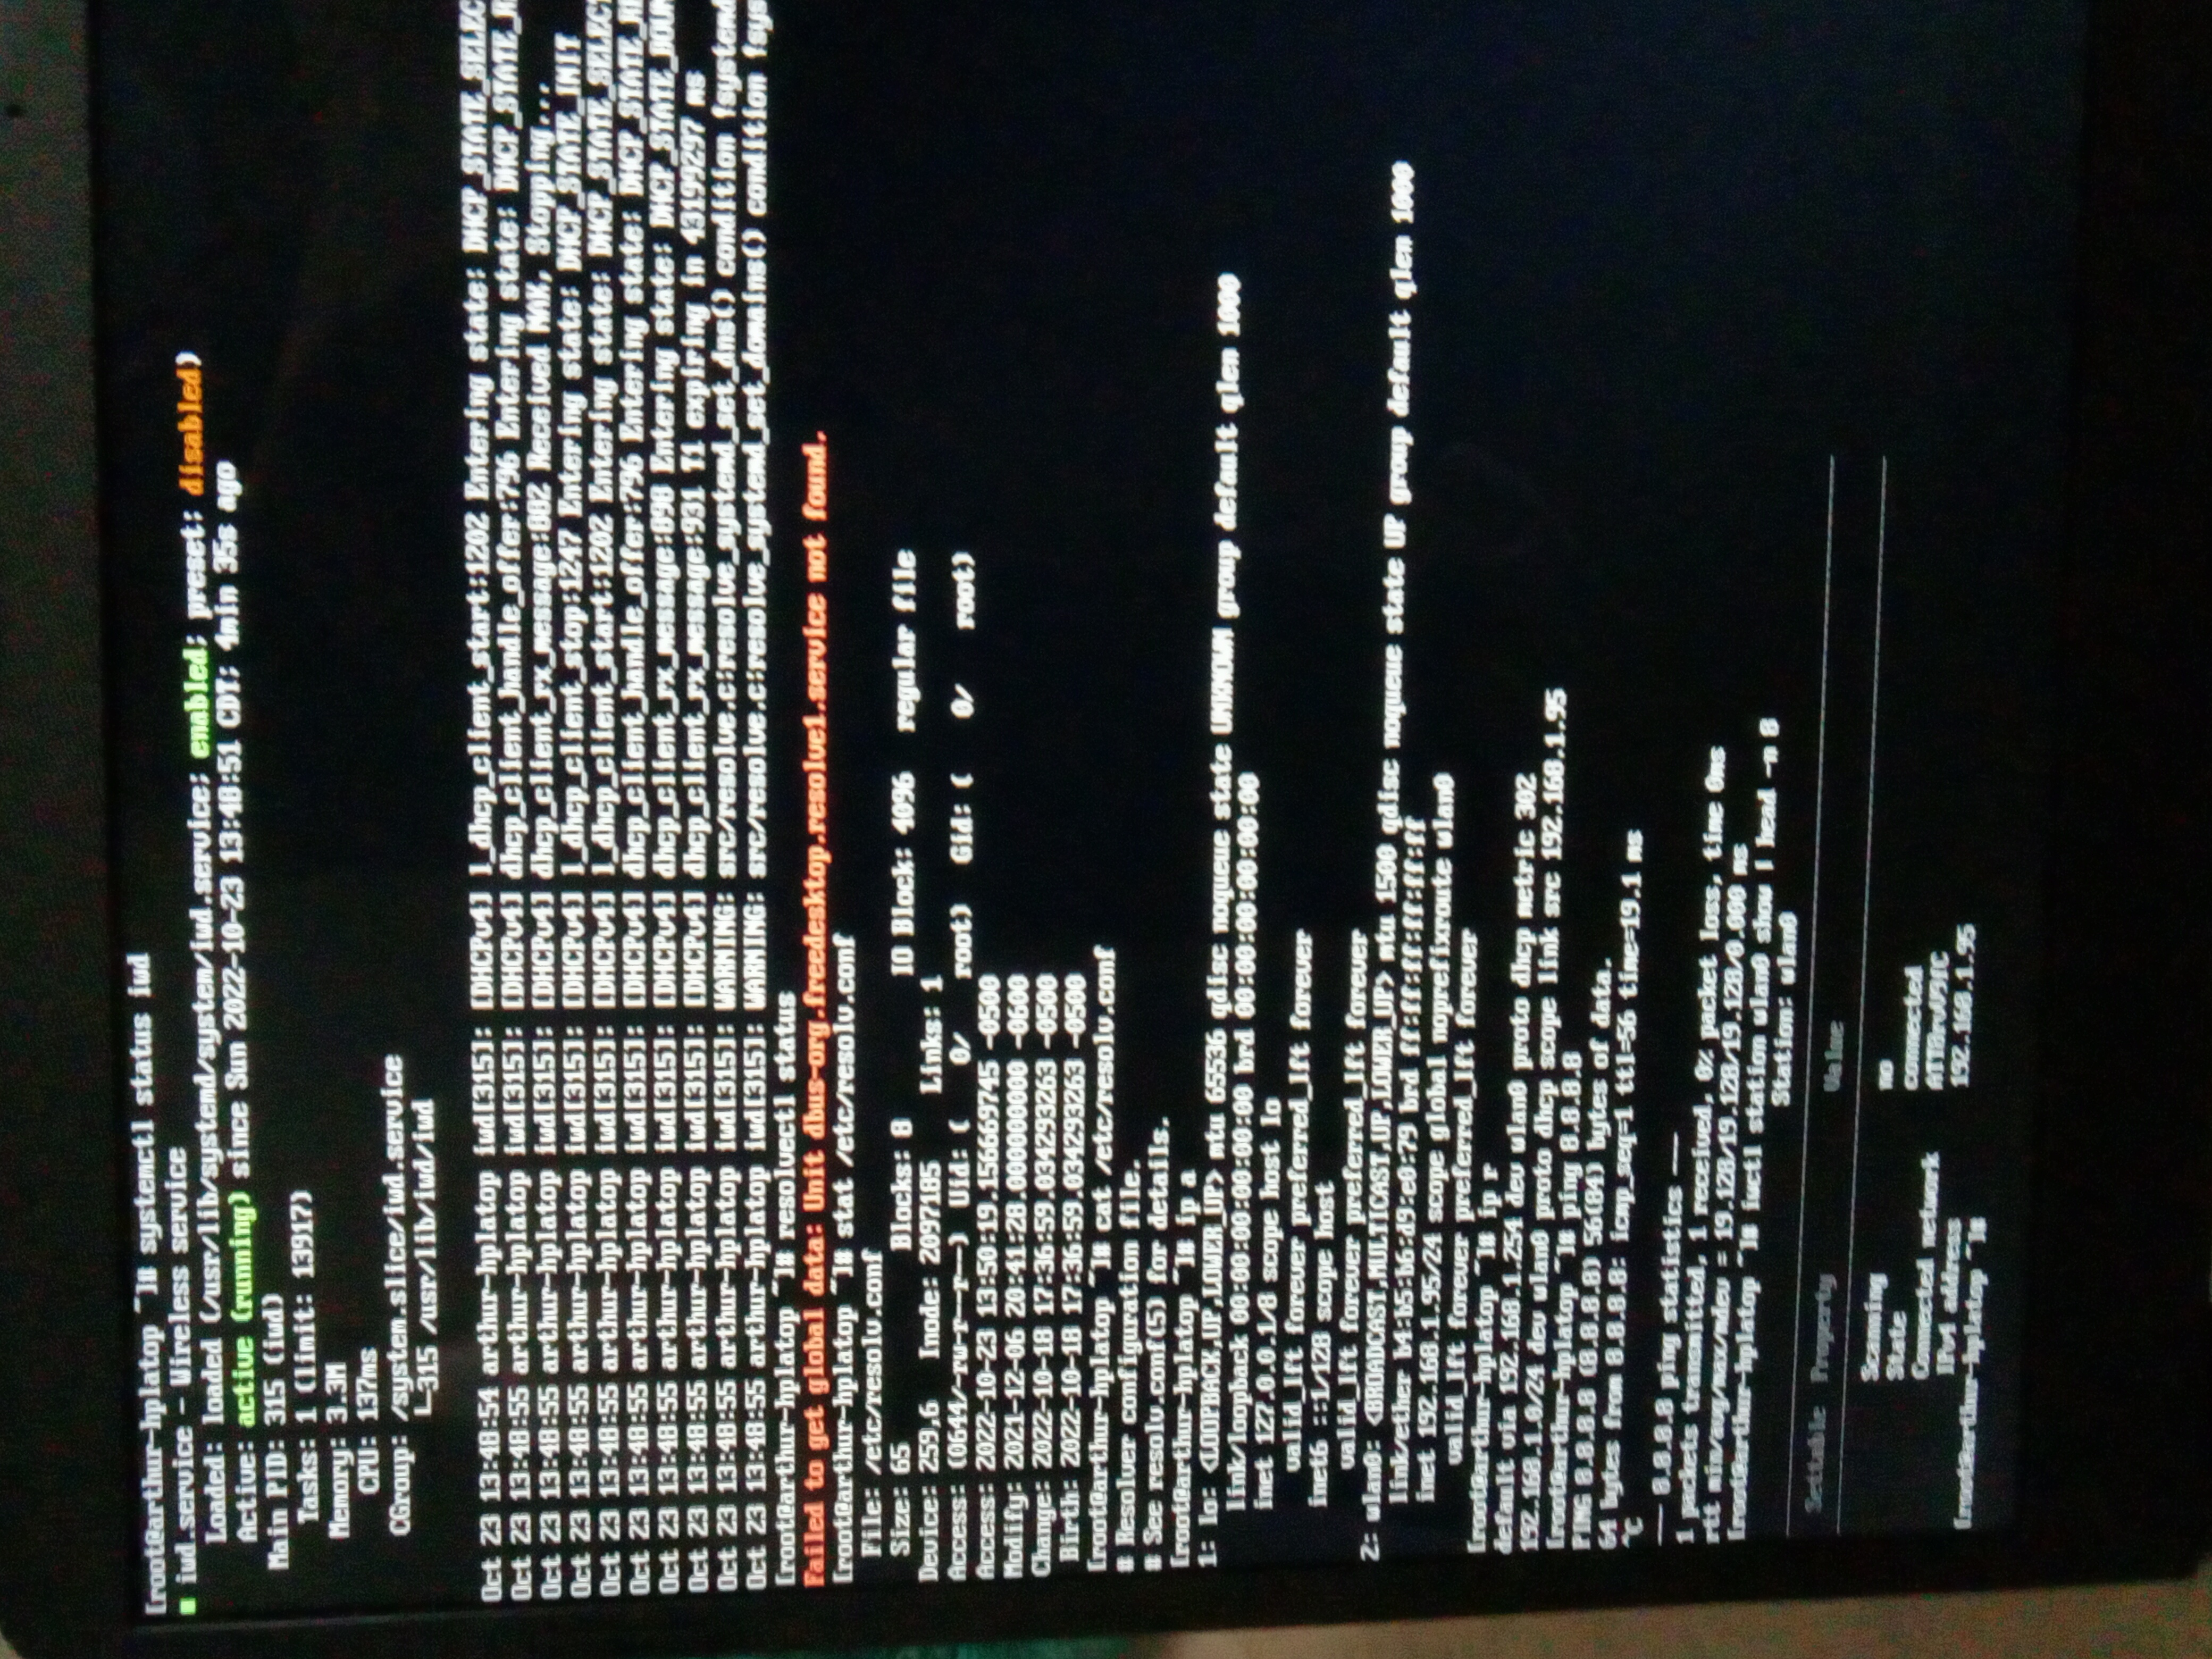 [root@arthur-hplatop ~]# systemctl status iwd
iwd.service - Wireless service
Loaded: loaded (/usr/lib/systemd/system/iwd.service; enabled; preset: disabled)
Active: active (running) since Sun 2022-10-23 13:48:51 CDT; 4min 35s ago
Main PID: 315 (iwd)
Tasks: 1 (limit: 13917)
Memory: 3.3M
CPU: 137ms
CGroup: /system.slice/iwd.service
└─315 /usr/lib/iwd/iwd
Oct 23 13:48:54 arthur-hplatop iwd[315]: [DHCPv4] l_dhcp_client_start:1202 Entering state: DHCP_STATE_SELEC
Oct 23 13:48:55 arthur-hplatop iwd[315]: [DHCPv4] dhcp_client_handle_offer:796 Entering state: DHCP_STATE_R
Oct 23 13:48:55 arthur-hplatop iwd[315]: [DHCPv4] dhcp_client_rx_message:882 Received NAK, Stopping...
Oct 23 13:48:55 arthur-hplatop iwd[315]: [DHCPv4] l_dhcp_client_stop:1247 Entering state: DHCP_STATE_INIT
Oct 23 13:48:55 arthur-hplatop iwd[315]: [DHCPv4] l_dhcp_client_start:1202 Entering state: DHCP_STATE_SELECT
Oct 23 13:48:55 arthur-hplatop iwd[315]: [DHCPv4] dhcp_client_handle_offer:796 Entering state: DHCP_STATE_RE
Oct 23 13:48:55 arthur-hplatop iwd[315]: [DHCPv4] dhcp_client_rx_message:898 Entering state: DHCP_STATE_BOUN
Oct 23 13:48:55 arthur-hplatop iwd[315]: [DHCPv4] dhcp_client_rx_message:931 T1 expiring in 43199297 ms
Oct 23 13:48:55 arthur-hplatop iwd[315]: WARNING: src/resolve.c:resolve_systemd_set_dns() condition !systemd
Oct 23 13:48:55 arthur-hplatop iwd[315]: WARNING: src/resolve.c:resolve_systemd_set_domains() condition !sys
[root@arthur-hplatop ~]# resolvectl status
Failed to get global data: Unit dbus-org.freedesktop.resolve1.service not found.
[root@arthur-hplatop ~]# stat /etc/resolv.conf
File: /etc/resolv.conf
Size: 65 Blocks: 8 IO Block: 4096 regular file
Device: 259,6 Inode: 2097185 Links: 1
Access: (0644/-rw-r--r--) Uid: ( 0/ root) Gid: ( 0/ root)
Access: 2022-10-23 13:50:19.156669745 -0500
Modify: 2021-12-06 20:41:28.000000000 -0600
Change: 2022-10-18 17:36:59.034293263 -0500
Birth: 2022-10-18 17:36:59.034293263 -0500
[root@arthur-hplatop ~]# cat /etc/resolv.conf
# Resolver configuration file.
# See resolv.conf(5) for details.
[root@arthur-hplatop ~]# ip a
1: lo: <LOOPBACK,UP,LOWER_UP> mtu 65536 qdisc noqueue state UNKNOWN group default qlen 1000
link/loopback 00:00:00:00:00:00 brd 00:00:00:00:00:00
inet 127.0.0.1/8 scope host lo
valid_lft forever preferred_lft forever
inet6 ::1/128 scope host
valid_lft forever preferred_lft forever
2: wlan0: <BROADCAST,MULTICAST,UP,LOWER_UP> mtu 1500 qdisc noqueue state UP group default qlen 1000
link/ether b4:b5:b6:d9:e0:79 brd ff:ff:ff:ff:ff:ff
inet 192.168.1.95/24 scope global noprefixroute wlan0
valid_lft forever preferred_lft forever
[root@arthur-hplatop ~]# ip r
default via 192.168.1.254 dev wlan0 proto dhcp metric 302
192.168.1.0/24 dev wlan0 proto dhcp scope link src 192.168.1.95
[root@arthur-hplatop ~]# ping 8.8.8.8
PING 8.8.8.8 (8.8.8.8) 56(84) bytes of data.
64 bytes from 8.8.8.8: icmp_seq=1 ttl=56 time=19.1 ms
^C
--- 8.8.8.8 ping statistics ---
1 packets transmitted, 1 received, 0% packet loss, time 0ms
rtt min/avg/max/mdev = 19.128/19.128/19.128/0.000 ms
[root@arthur-hplatop ~]# iwctl station wlan0 show | head -n 8
Station: wlan0
Settable Property Value
Scanning no
State connected
Connected network
IPv4 address 192.168.1.95
[root@arthur-hplatop ~]#